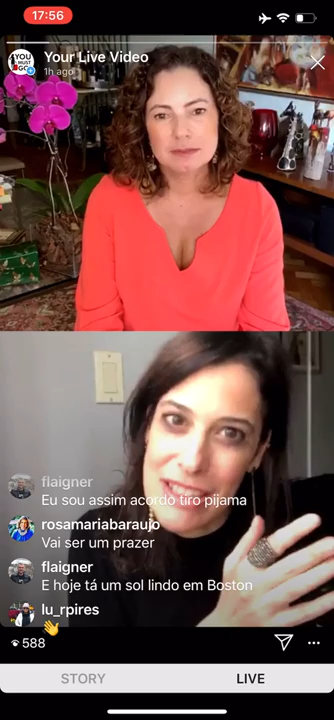 17:56
YOU
MUST
GO!
Your Live Video
1h ago
flaigner
Eu sou assim acordo tiro pijama
rosamariabaraujo
Vai ser um prazer
flaigner
E hoje tá um sol lindo em Boston
lu_rpires
588
STORY
LIVE